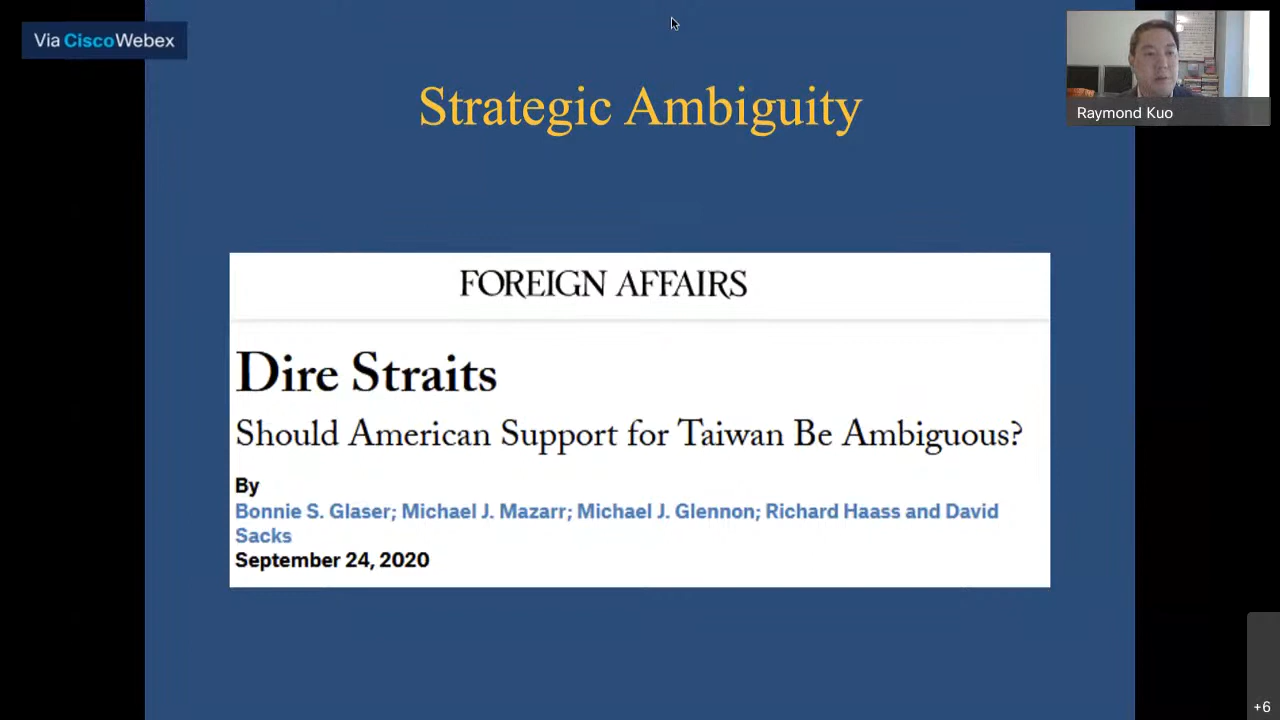 Via CiscoWebex
Strategic Ambiguity
Raymond Kuo
FOREIGN AFFAIRS
Dire Straits
Should American Support for Taiwan Be Ambiguous?
By
Bonnie S. Glaser; Michael J. Mazarr; Michael J. Glennon; Richard Haass and David
Sacks
September 24, 2020
+6